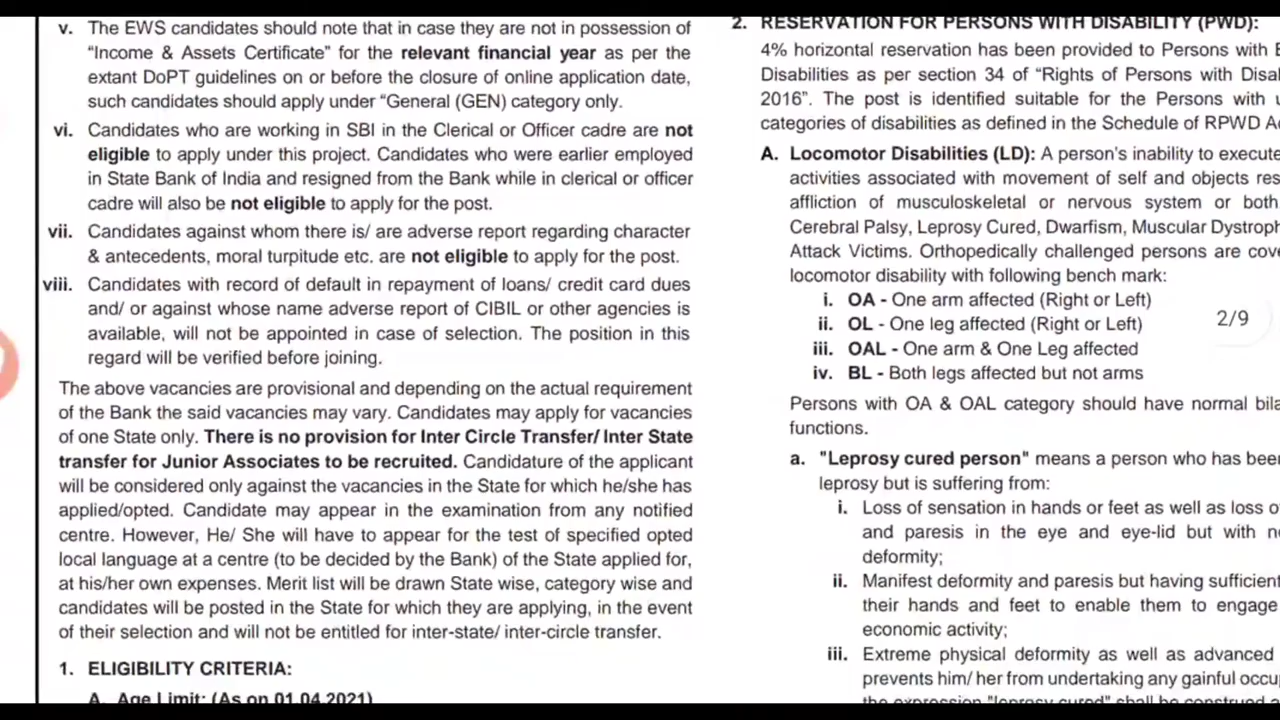 v. The EWS candidates should note that in case they are not in possession of
“Income & Assets Certificate” for the relevant financial year as per the
extant DoPT guidelines on or before the closure of online application date,
such candidates should apply under “General (GEN) category only.
vi. Candidates who are working in SBI in the Clerical or Officer cadre are not
eligible to apply under this project. Candidates who were earlier employed
in State Bank of India and resigned from the Bank while in clerical or officer
cadre will also be not eligible to apply for the post.
vii. Candidates against whom there is/ are adverse report regarding character
& antecedents, moral turpitude etc. are not eligible to apply for the post.
viii. Candidates with record of default in repayment of loans/ credit card dues
and/ or against whose name adverse report of CIBIL or other agencies is
available, will not be appointed in case of selection. The position in this
regard will be verified before joining.
The above vacancies are provisional and depending on the actual requirement
of the Bank the said vacancies may vary. Candidates may apply for vacancies
of one State only. There is no provision for Inter Circle Transfer/ Inter State
transfer for Junior Associates to be recruited. Candidature of the applicant
will be considered only against the vacancies in the State for which he/she has
applied/opted. Candidate may appear in the examination from any notified
centre. However, He/ She will have to appear for the test of specified opted
local language at a centre (to be decided by the Bank) of the State applied for,
at his/her own expenses. Merit list will be drawn State wise, category wise and
candidates will be posted in the State for which they are applying, in the event
of their selection and will not be entitled for inter-state/ inter-circle transfer.
1. ELIGIBILITY CRITERIA:
A. Age Limit: (As on 01.04.2021)
2. RESERVATION FOR PERSONS WITH DISABILITY (PWD):
4% horizontal reservation has been provided to Persons with
Disabilities as per section 34 of “Rights of Persons with
2016”. The post is identified suitable for the Persons with
categories of disabilities as defined in the Schedule of RPWD
A. Locomotor Disabilities (LD): A person's inability to execute
activities associated with movement of self and objects
affliction of musculoskeletal or nervous system or both
Cerebral Palsy, Leprosy Cured, Dwarfism, Muscular
Attack Victims. Orthopedically challenged persons are
locomotor disability with following bench mark:
i. OA - One arm affected (Right or Left)
ii. OL - One leg affected (Right or Left)
2/9
iii. OAL - One arm & One Leg affected
iv. BL - Both legs affected but not arms
Persons with OA & OAL category should have normal
functions.
a. "Leprosy cured person" means a person who has been
leprosy but is suffering from:
i. Loss of sensation in hands or feet as well as loss
and paresis in the eye and eye-lid but with
deformity;
ii. Manifest deformity and paresis but having sufficient
their hands and feet to enable them to engage
economic activity;
iii. Extreme physical deformity as well as advanced
prevents him/ her from undertaking any gainful
the expression "leprosy cured" shall be construed